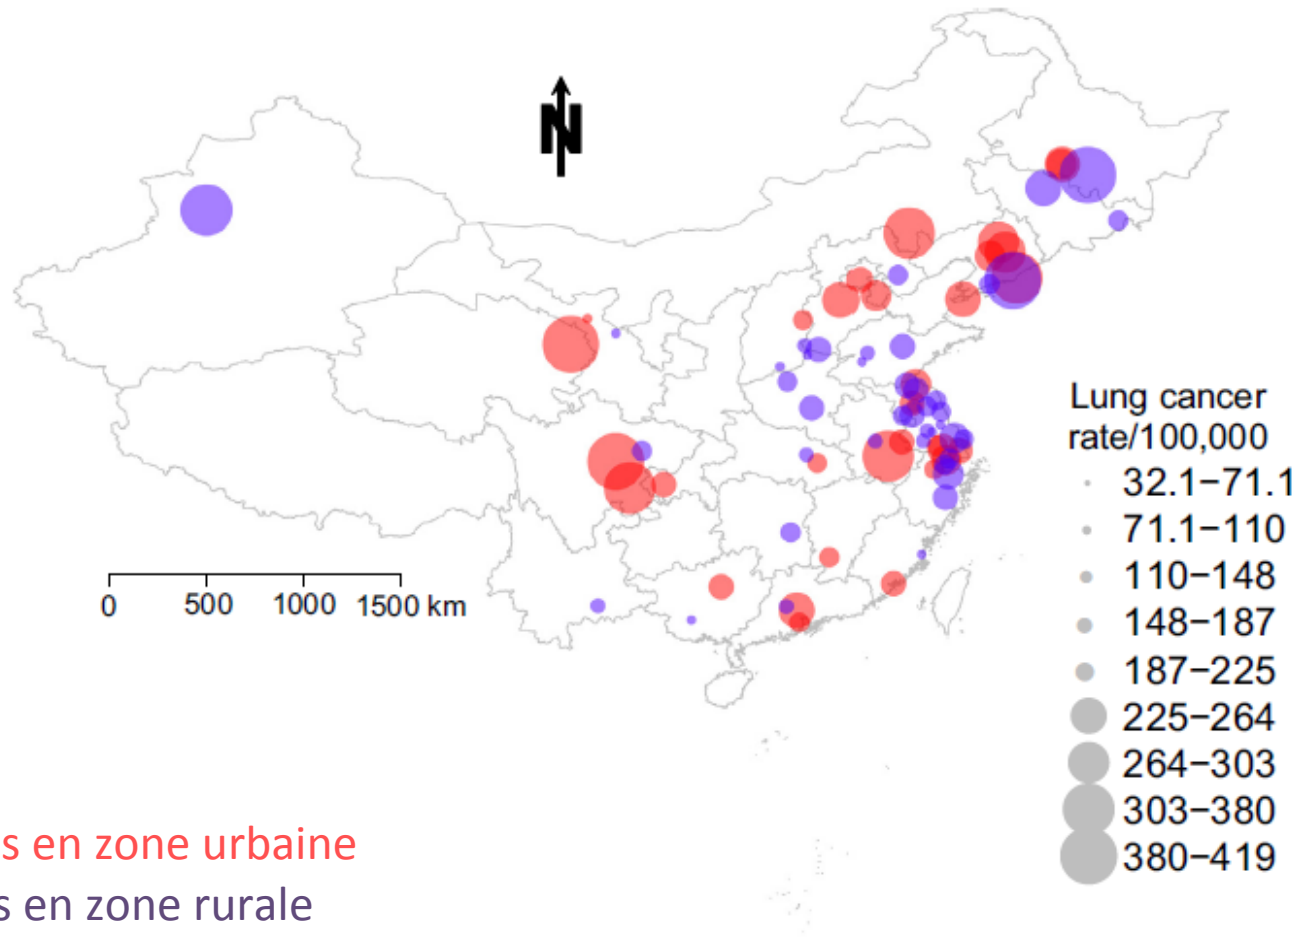 N
Lung cancer
rate/100,000
32.1−71.1
71.1−110
110−148
148−187
187−225
225−264
264−303
303−380
380−419
0 500 1000 1500 km
s en zone urbaine
s en zone rurale